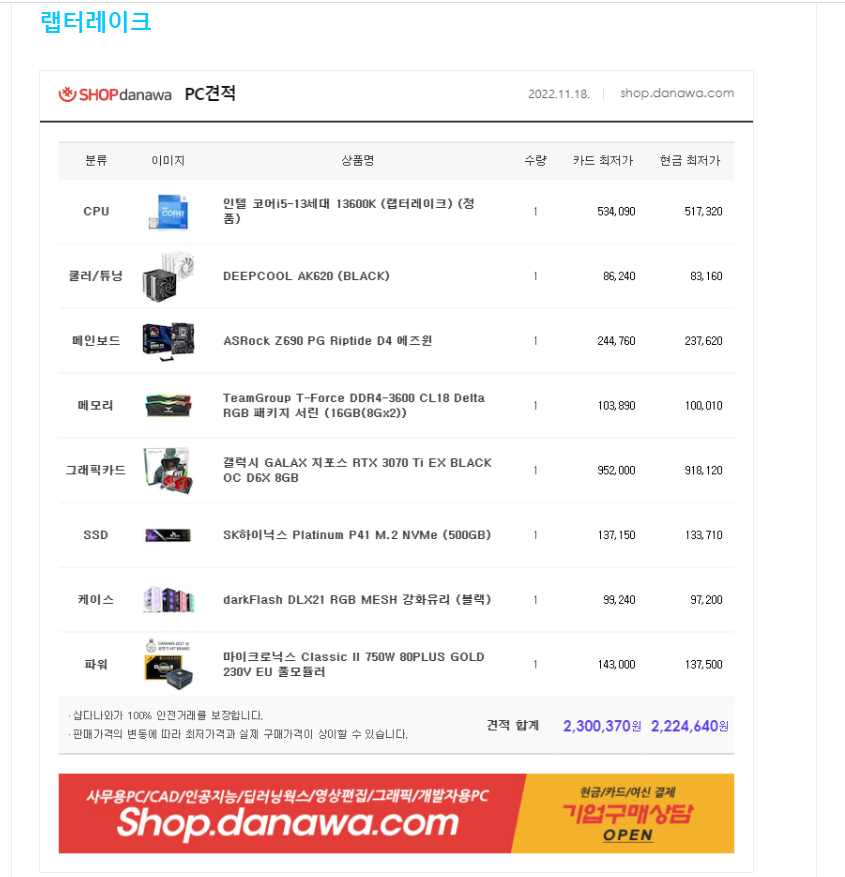 랩터레이크
SHOPdanawa PC견적 2022.11.18. | shop.danawa.com
분류 이미지 상품명 수량 카드 최저가 현금 최저가
CPU 인텔 코어i5-13세대 13600K (랩터레이크) (정
품) 1 534,090 517,320
쿨러/튜닝 DEEPCOOL AK620 (BLACK) 1 86,240 83,160
메인보드 ASRock Z690 PG Riptide D4 에즈윈 1 244,760 237,620
메모리 TeamGroup T-Force DDR4-3600 CL18 Delta
RGB 패키지 서린 (16GB(8Gx2)) 1 103,890 100,010
그래픽카드 갤럭시 GALAX 지포스 RTX 3070 Ti EX BLACK
OC D6X 8GB 1 952,000 918,120
SSD SK하이닉스 Platinum P41 M.2 NVMe (500GB) 1 137,150 133,710
케이스 darkFlash DLX21 RGB MESH 강화유리 (블랙) 1 99,240 97,200
파워 마이크로닉스 Classic II 750W 80PLUS GOLD
230V EU 풀모듈러 1 143,000 137,500
· 샵다나와가 100% 안전거래를 보장합니다.
· 판매가격의 변동에 따라 최저가격과 실제 구매가격이 상이할 수 있습니다.
견적 합계 2,300,370원 2,224,640원
사무용PC/CAD/인공지능/딥러닝웍스/영상편집/그래픽/개발자용PC
Shop.danawa.com
현금/카드/여신 결제
기업구매상담
OPEN